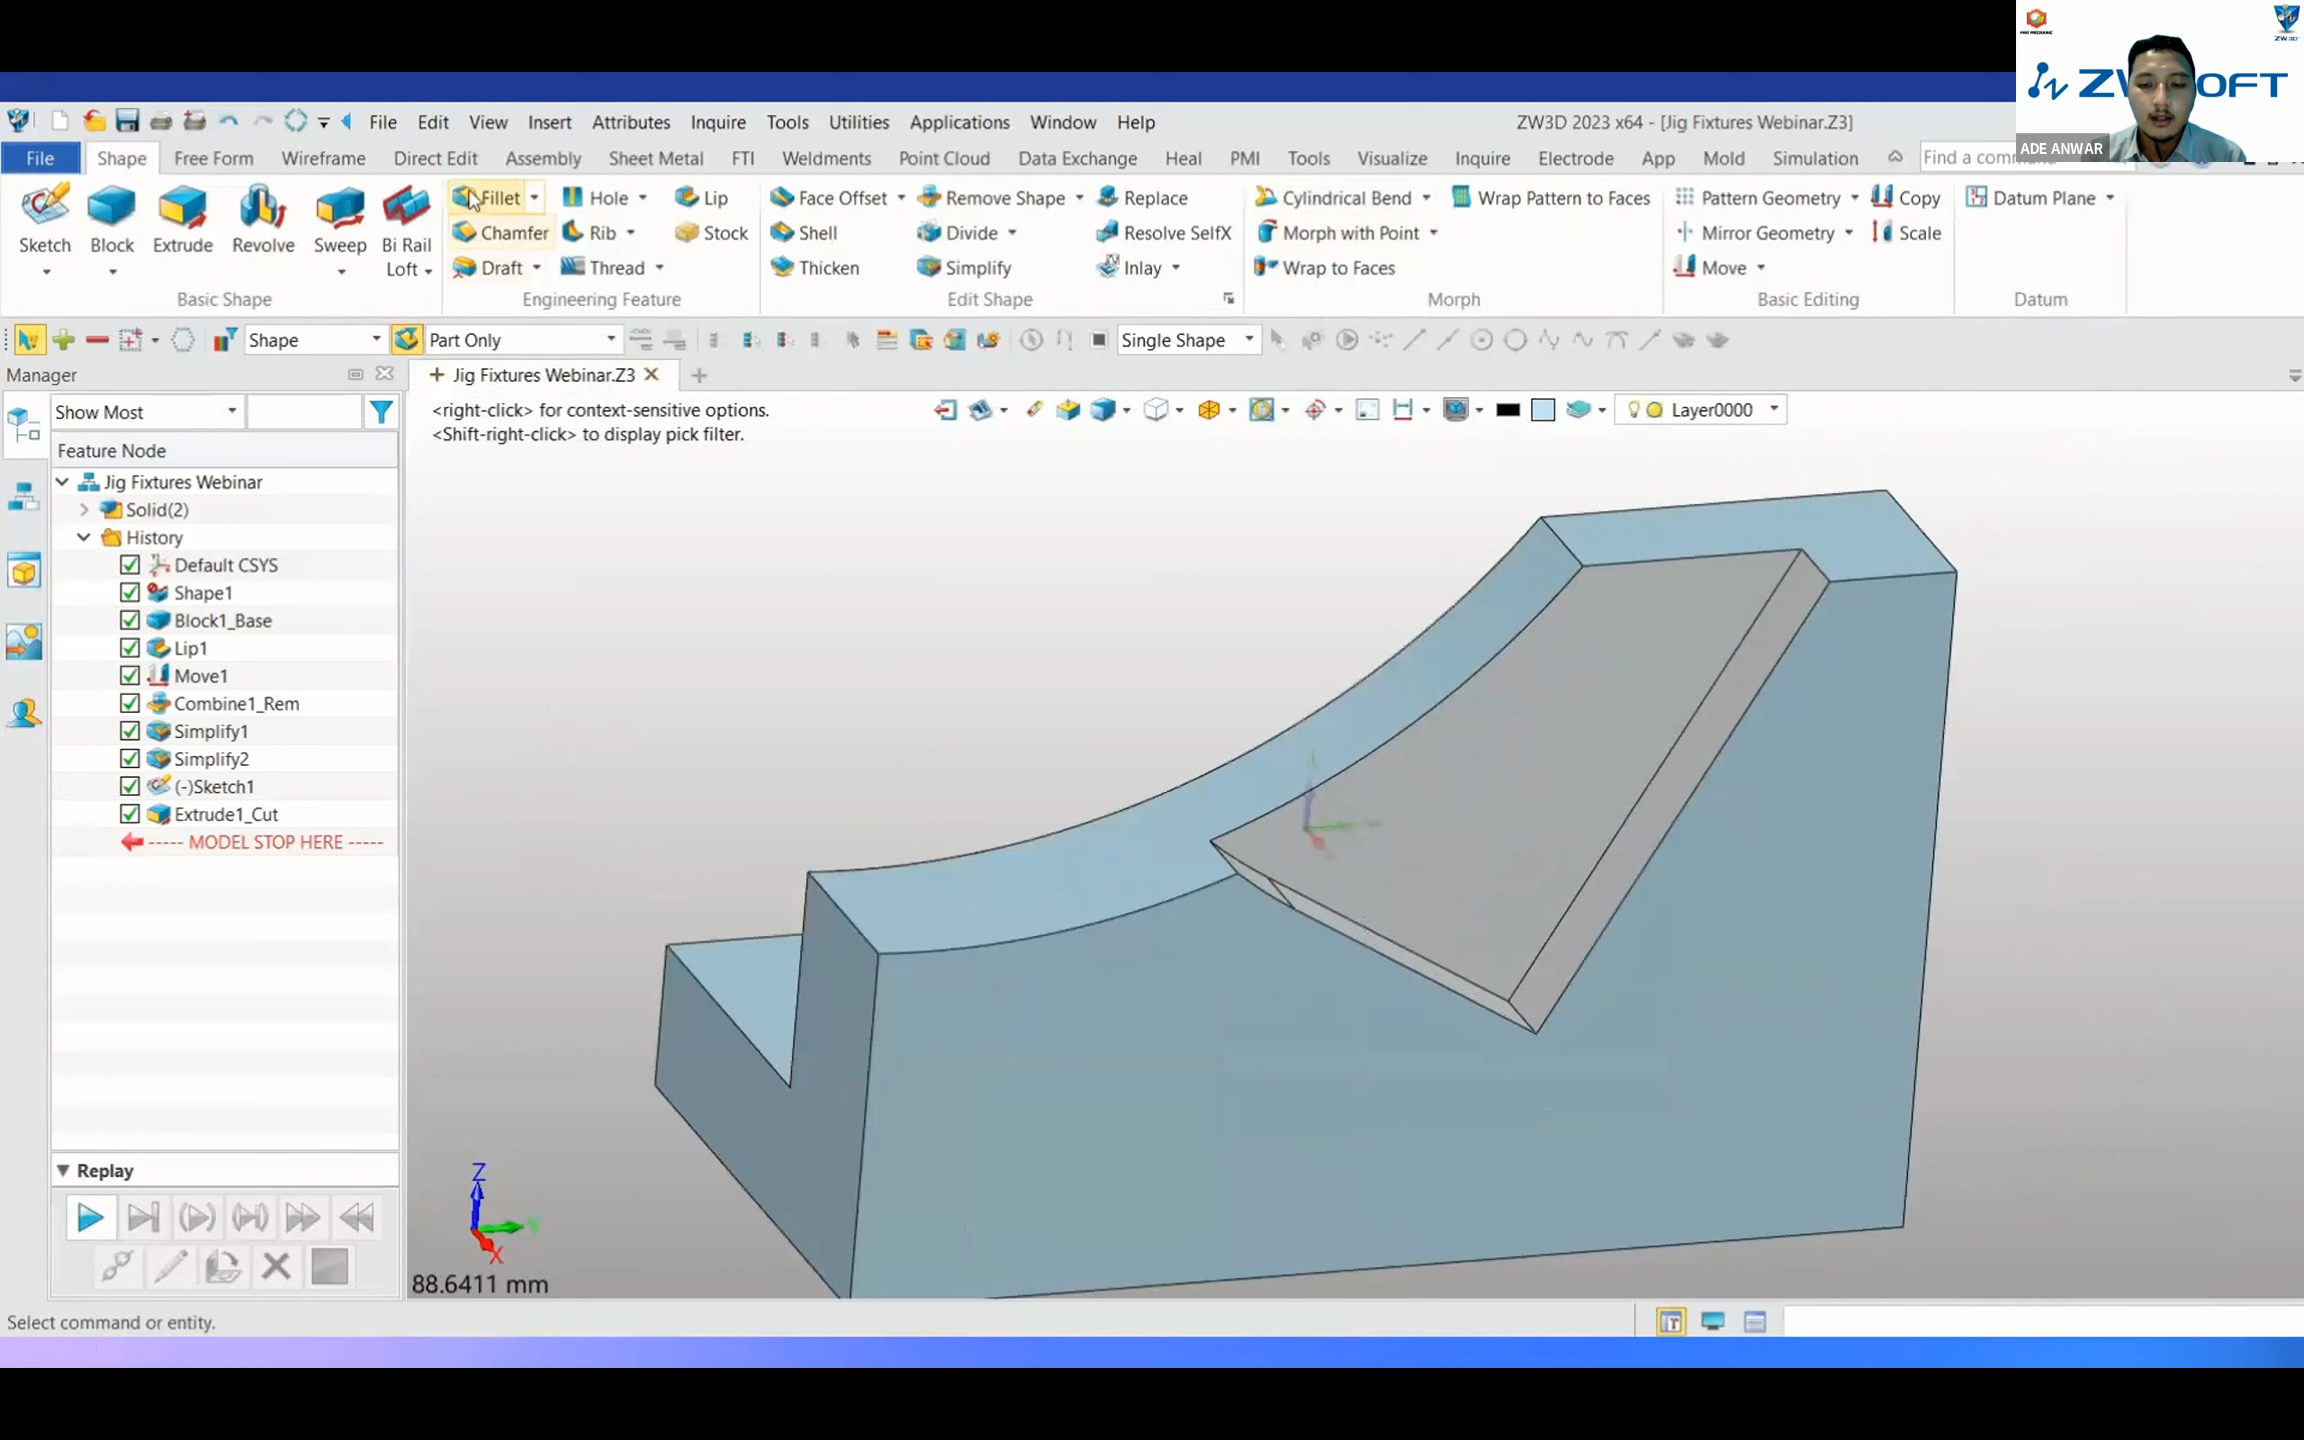 ZW3D
ADE ANWAR
File Edit View Insert Attributes Inquire Tools Utilities Applications Window Help
ZW3D 2023 x64 - [Jig Fixtures Webinar.Z3]
File Shape Free Form Wireframe Direct Edit Assembly Sheet Metal FTI Weldments Point Cloud Data Exchange Heal PMI Tools Visualize Inquire Electrode App Mold Simulation
Sketch Block Extrude Revolve Sweep Bi Rail Loft
Basic Shape
Fillet Hole Lip
Chamfer Rib Stock
Draft Thread
Engineering Feature
Face Offset Remove Shape Replace
Shell Divide Resolve SelfX
Thicken Simplify Inlay
Edit Shape
Cylindrical Bend Wrap Pattern to Faces
Morph with Point
Wrap to Faces
Morph
Pattern Geometry Copy
Mirror Geometry Scale
Move
Basic Editing
Datum Plane
Datum
Shape Part Only Single Shape
Manager
Jig Fixtures Webinar.Z3
Show Most
Feature Node
Jig Fixtures Webinar
Solid(2)
History
Default CSYS
Shape1
Block1_Base
Lip1
Move1
Combine1_Rem
Simplify1
Simplify2
(-)Sketch1
Extrude1_Cut
----- MODEL STOP HERE -----
Replay
<right-click> for context-sensitive options.
<Shift-right-click> to display pick filter.
Layer0000
Z
Y
X
88.6411 mm
Select command or entity.